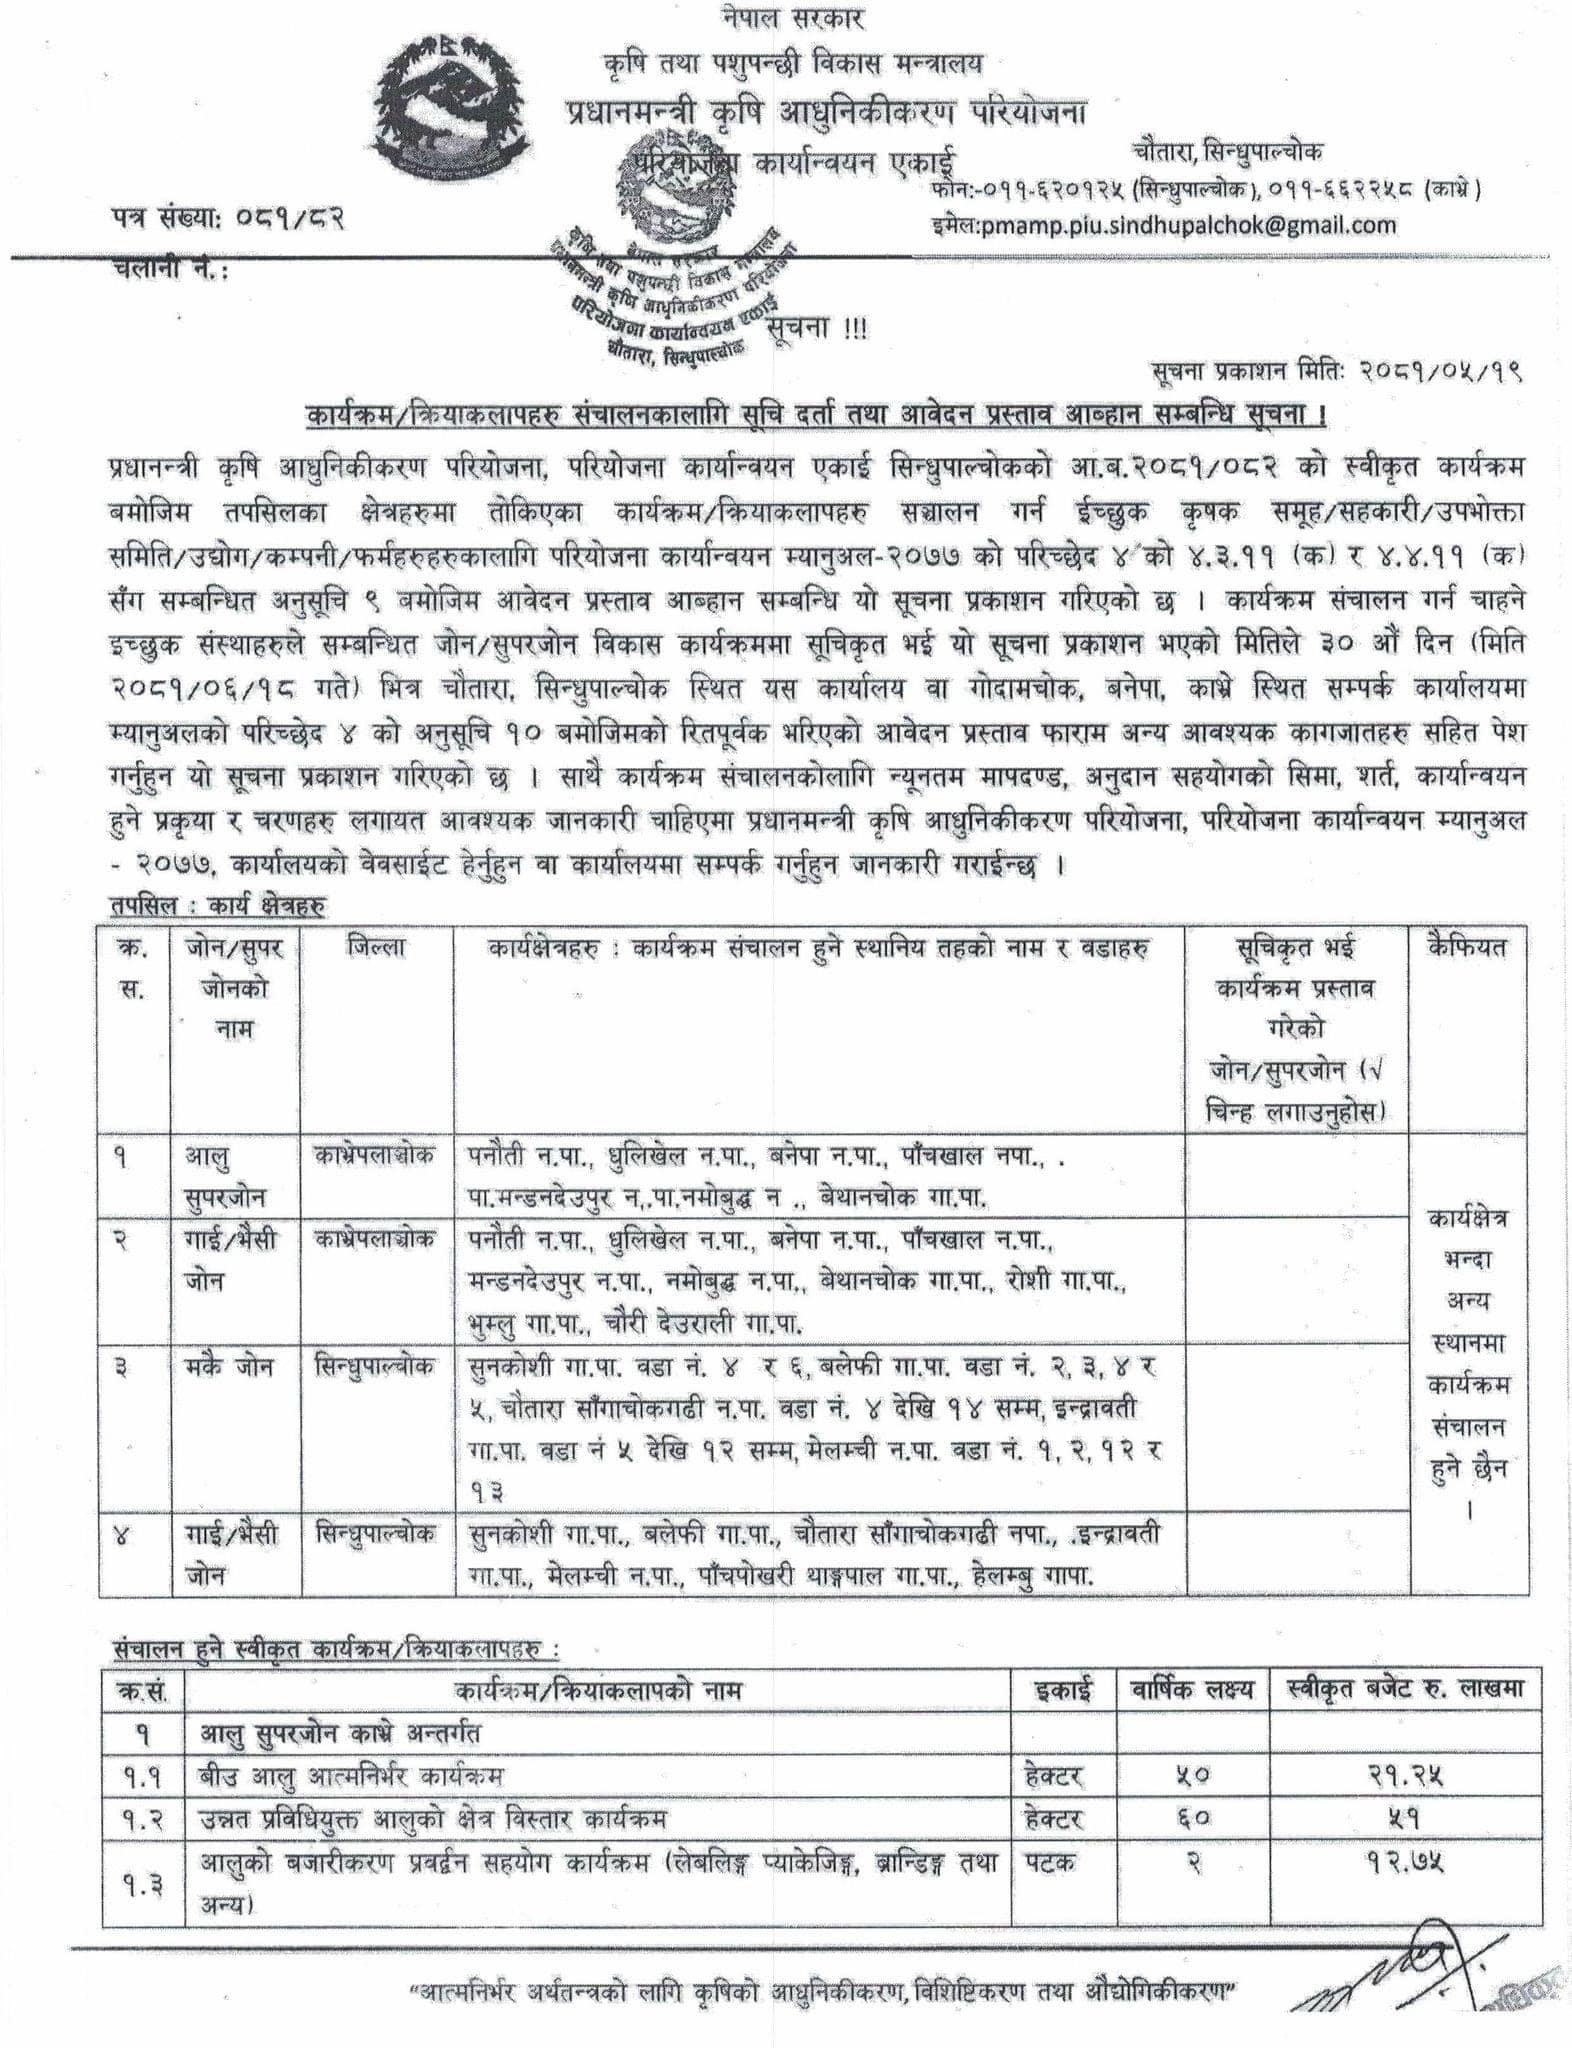 नेपाल सरकार
कृषि तथा पशुपन्छी विकास मन्त्रालय
प्रधानमन्त्री कृषि आधुनिकीकरण परियोजना
परियोजना कार्यान्वयन एकाई
चौतारा, सिन्धुपाल्चोक
फोनः-०११-६२०१२५ (सिन्धुपाल्चोक), ०११-६६२२५८ (काभ्रे )
इमेलः pmamp.piu.sindhupalchok@gmail.com
पत्र संख्याः ०८१/८२
चलानी नं.:
नेपाल सरकार
कृषि तथा पशुपन्छी विकास मन्त्रालय
प्रधानमन्त्री कृषि आधुनिकीकरण परियोजना
परियोजना कार्यान्वयन एकाई
चौतारा, सिन्धुपाल्चोक
सूचना !!!
सूचना प्रकाशन मितिः २०८१/०५/१९
कार्यक्रम/क्रियाकलापहरु संचालनकालागि सूचि दर्ता तथा आवेदन प्रस्ताव आब्हान सम्बन्धि सूचना !
प्रधानन्त्री कृषि आधुनिकीकरण परियोजना, परियोजना कार्यान्वयन एकाई सिन्धुपाल्चोकको आ.ब.२०८१/०८२ को स्वीकृत कार्यक्रम
बमोजिम तपसिलका क्षेत्रहरुमा तोकिएका कार्यक्रम/क्रियाकलापहरु सञ्चालन गर्न ईच्छुक कृषक समूह/सहकारी/उपभोक्ता
समिति/उद्योग/कम्पनी/फर्महरुहरुकालागि परियोजना कार्यान्वयन म्यानुअल-२०७७ को परिच्छेद ४ को ४.३.११ (क) र ४.४.११ (क)
सँग सम्बन्धित अनुसूचि ९ बमोजिम आवेदन प्रस्ताव आब्हान सम्बन्धि यो सूचना प्रकाशन गरिएको छ । कार्यक्रम संचालन गर्न चाहने
इच्छुक संस्थाहरुले सम्बन्धित जोन/सुपरजोन विकास कार्यक्रममा सूचिकृत भई यो सूचना प्रकाशन भएको मितिले ३० औं दिन (मिति
२०८१/०६/१८ गते) भित्र चौतारा, सिन्धुपाल्चोक स्थित यस कार्यालय वा गोदामचोक, बनेपा, काभ्रे स्थित सम्पर्क कार्यालयमा
म्यानुअलको परिच्छेद ४ को अनुसूचि १० बमोजिमको रितपूर्वक भरिएको आवेदन प्रस्ताव फाराम अन्य आवश्यक कागजातहरु सहित पेश
गर्नुहुन यो सूचना प्रकाशन गरिएको छ । साथै कार्यक्रम संचालनकोलागि न्यूनतम मापदण्ड, अनुदान सहयोगको सिमा, शर्त, कार्यान्वयन
हुने प्रकृया र चरणहरु लगायत आवश्यक जानकारी चाहिएमा प्रधानमन्त्री कृषि आधुनिकीकरण परियोजना, परियोजना कार्यान्वयन म्यानुअल
- २०७७, कार्यालयको वेवसाईट हेर्नुहुन वा कार्यालयमा सम्पर्क गर्नुहुन जानकारी गराईन्छ ।
तपसिल : कार्य क्षेत्रहरु
क्र. जोन/सुपर जिल्ला कार्यक्षेत्रहरु : कार्यक्रम संचालन हुने स्थानिय तहको नाम र वडाहरु सूचिकृत भई कैफियत
स. जोनको कार्यक्रम प्रस्ताव
नाम गरेको
जोन/सुपरजोन (√
चिन्ह लगाउनुहोस)
१ आलु काभ्रेपलाञ्चोक पनौती न.पा., धुलिखेल न.पा., बनेपा न.पा., पाँचखाल नपा., .
सुपरजोन पा.मन्डनदेउपुर न,.पा.नमोबुद्ध न ., बेथानचोक गा.पा.
२ गाई/भैसी काभ्रेपलाञ्चोक पनौती न.पा., धुलिखेल न.पा., बनेपा न.पा., पाँचखाल न.पा.,
जोन मन्डनदेउपुर न.पा., नमोबुद्ध न.पा., बेथानचोक गा.पा., रोशी गा.पा.,
भुम्लु गा.पा., चौरी देउराली गा.पा.
३ मकै जोन सिन्धुपाल्चोक सुनकोशी गा.पा. वडा नं. ४ र ६, बलेफी गा.पा. वडा नं. २, ३, ४ र
५, चौतारा साँगाचोकगढी न.पा. वडा नं. ४ देखि १४ सम्म, इन्द्रावती
गा.पा. वडा नं ५ देखि १२ सम्म, मेलम्ची न.पा. वडा नं. १, २, १२ र
१३
४ गाई/भैसी सिन्धुपाल्चोक सुनकोशी गा.पा., बलेफी गा.पा., चौतारा साँगाचोकगढी नपा., .इन्द्रावती
जोन गा.पा., मेलम्ची न.पा., पाँचपोखरी थाङपाल गा.पा., हेलम्बु गापा.
कार्यक्षेत्र
भन्दा
अन्य
स्थानमा
कार्यक्रम
संचालन
हुने छैन
।
संचालन हुने स्वीकृत कार्यक्रम/क्रियाकलापहरु :
क्र.सं. कार्यक्रम/क्रियाकलापको नाम इकाई वार्षिक लक्ष्य स्वीकृत बजेट रु. लाखमा
१ आलु सुपरजोन काभ्रे अन्तर्गत
१.१ बीउ आलु आत्मनिर्भर कार्यक्रम हेक्टर ५० २१.२५
१.२ उन्नत प्रविधियुक्त आलुको क्षेत्र विस्तार कार्यक्रम हेक्टर ६० ५१
१.३ आलुको बजारीकरण प्रवर्द्वन सहयोग कार्यक्रम (लेबलिङ्ग प्याकेजिङ्ग, ब्रान्डिङ्ग तथा पटक २ १२.७५
अन्य)
"आत्मनिर्भर अर्थतन्त्रको लागि कृषिको आधुनिकीकरण, विशिष्टिकरण तथा औद्योगिकीकरण"